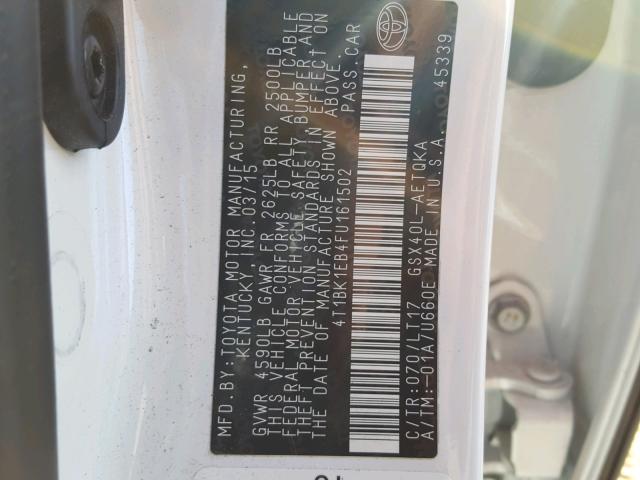 MFD.BY:TOYOTA MOTOR MANUFACTURING,
KENTUCKY, INC. 03/15
GVWR 4590LB GAWR FR 2625LB RR 2500LB
THIS VEHICLE CONFORMS TO ALL APPLICABLE
FEDERAL MOTOR VEHICLE SAFETY, BUMPER, AND
THEFT PREVENTION STANDARDS IN EFFECT ON
THE DATE OF MANUFACTURE SHOWN ABOVE.
4T1BK1EB4FU161502 PASS.CAR
C/TR:070/LT17 GSX40L-AETQKA
A/TM:-01A/U660E MADE IN U.S.A. 45339